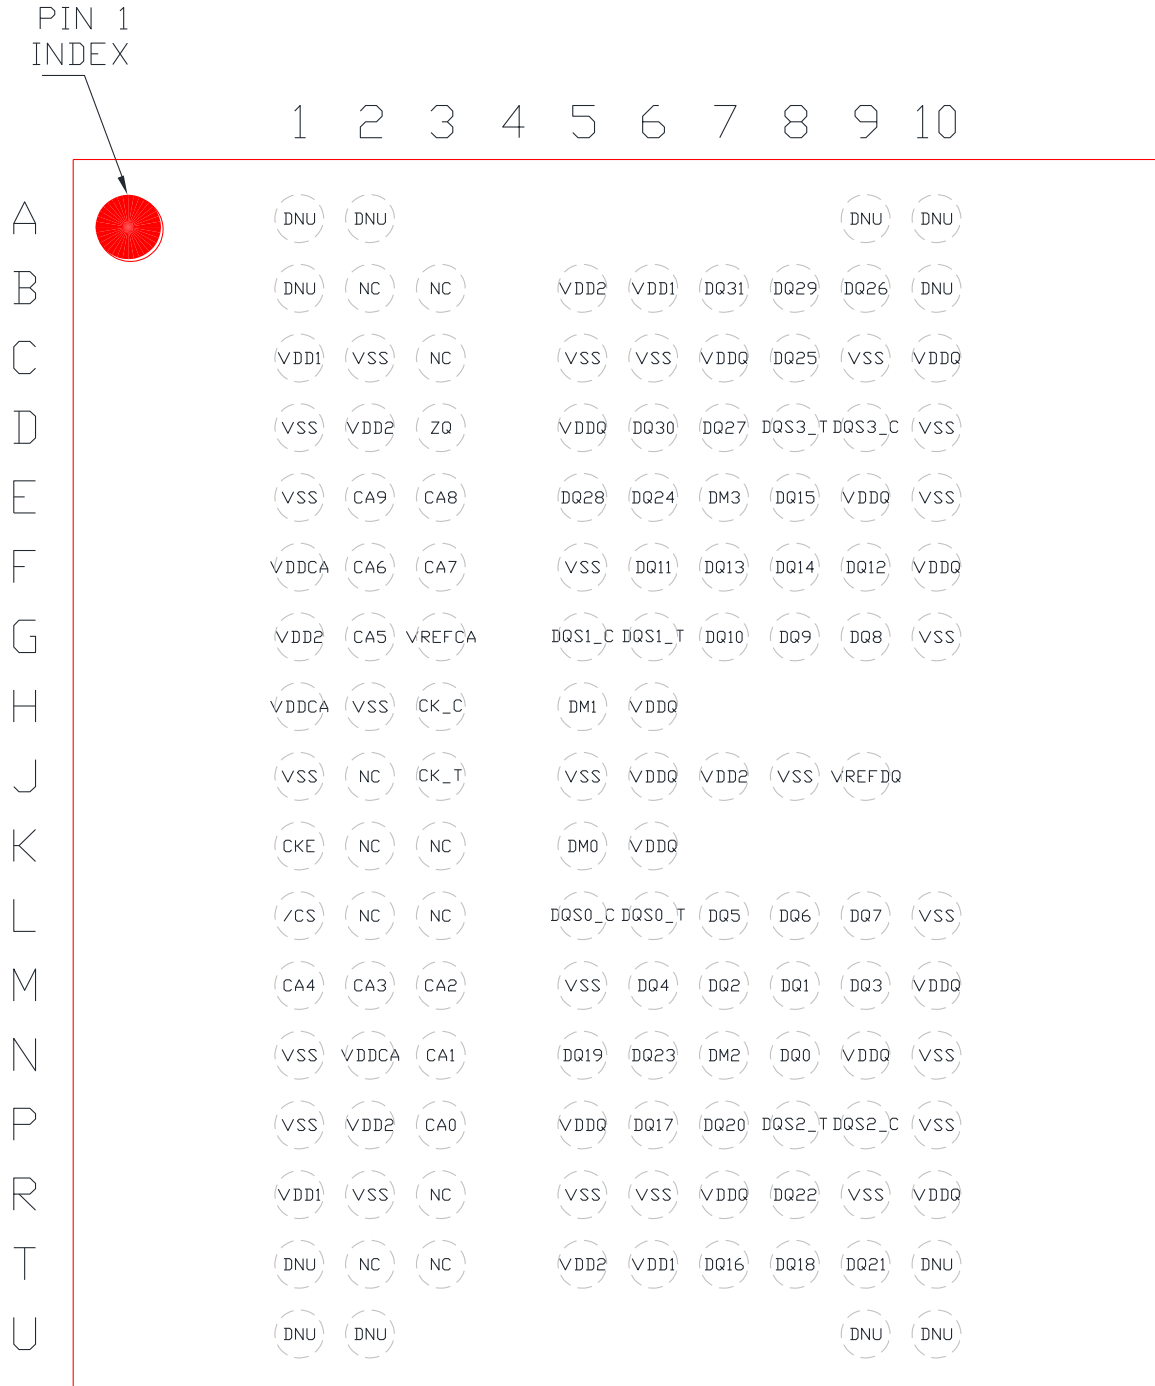 PIN 1
INDEX
1 2 3 4 5 6 7 8 9 10
A DNU DNU DNU DNU
B DNU NC NC VDD2 VDD1 DQ31 DQ29 DQ26 DNU
C VDD1 VSS NC VSS VSS VDDQ DQ25 VSS VDDQ
D VSS VDD2 ZQ VDDQ DQ30 DQ27 DQS3_T DQS3_C VSS
E VSS CA9 CA8 DQ28 DQ24 DM3 DQ15 VDDQ VSS
F VDDCA CA6 CA7 VSS DQ11 DQ13 DQ14 DQ12 VDDQ
G VDD2 CA5 VREFCA DQS1_C DQS1_T DQ10 DQ9 DQ8 VSS
H VDDCA VSS CK_C DM1 VDDQ
J VSS NC CK_T VSS VDDQ VDD2 VSS VREFDQ
K CKE NC NC DM0 VDDQ
L /CS NC NC DQS0_C DQS0_T DQ5 DQ6 DQ7 VSS
M CA4 CA3 CA2 VSS DQ4 DQ2 DQ1 DQ3 VDDQ
N VSS VDDCA CA1 DQ19 DQ23 DM2 DQ0 VDDQ VSS
P VSS VDD2 CA0 VDDQ DQ17 DQ20 DQS2_T DQS2_C VSS
R VDD1 VSS NC VSS VSS VDDQ DQ22 VSS VDDQ
T DNU NC NC VDD2 VDD1 DQ16 DQ18 DQ21 DNU
U DNU DNU DNU DNU